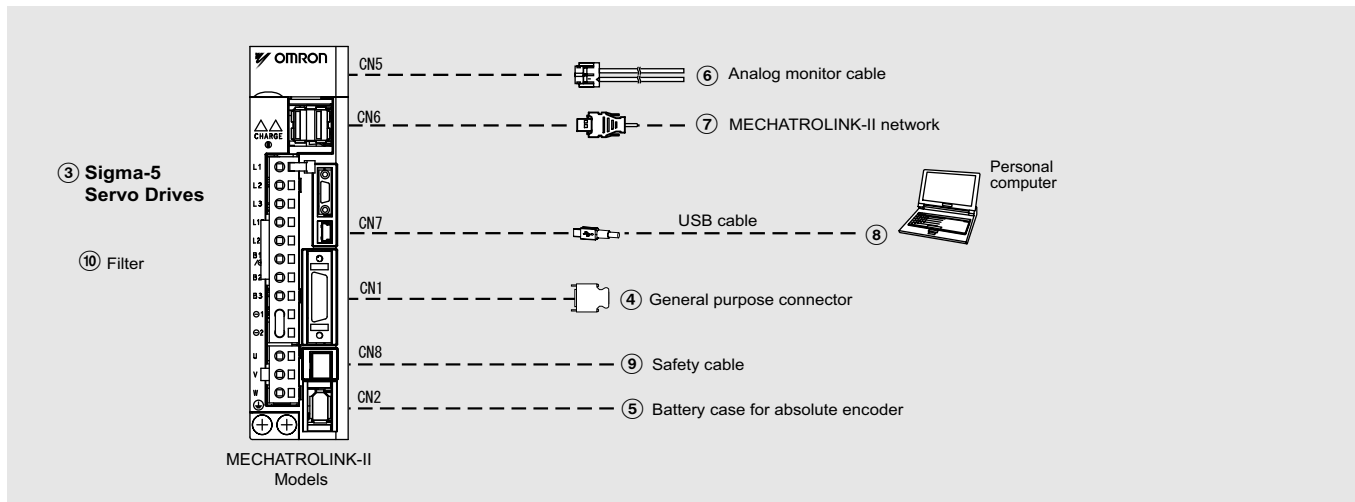 OMRON
CN5
⑥ Analog monitor cable
CN6
⑦ MECHATROLINK-II network
CHARGE
③ Sigma-5
Servo Drives
L1
L2
L3
L1
L2
B1
B2
B3
⊖1
⊖2
U
V
W
Personal
computer
CN7
USB cable
⑧
⑩ Filter
CN1
④ General purpose connector
CN8
⑨ Safety cable
CN2
⑤ Battery case for absolute encoder
MECHATROLINK-II
Models